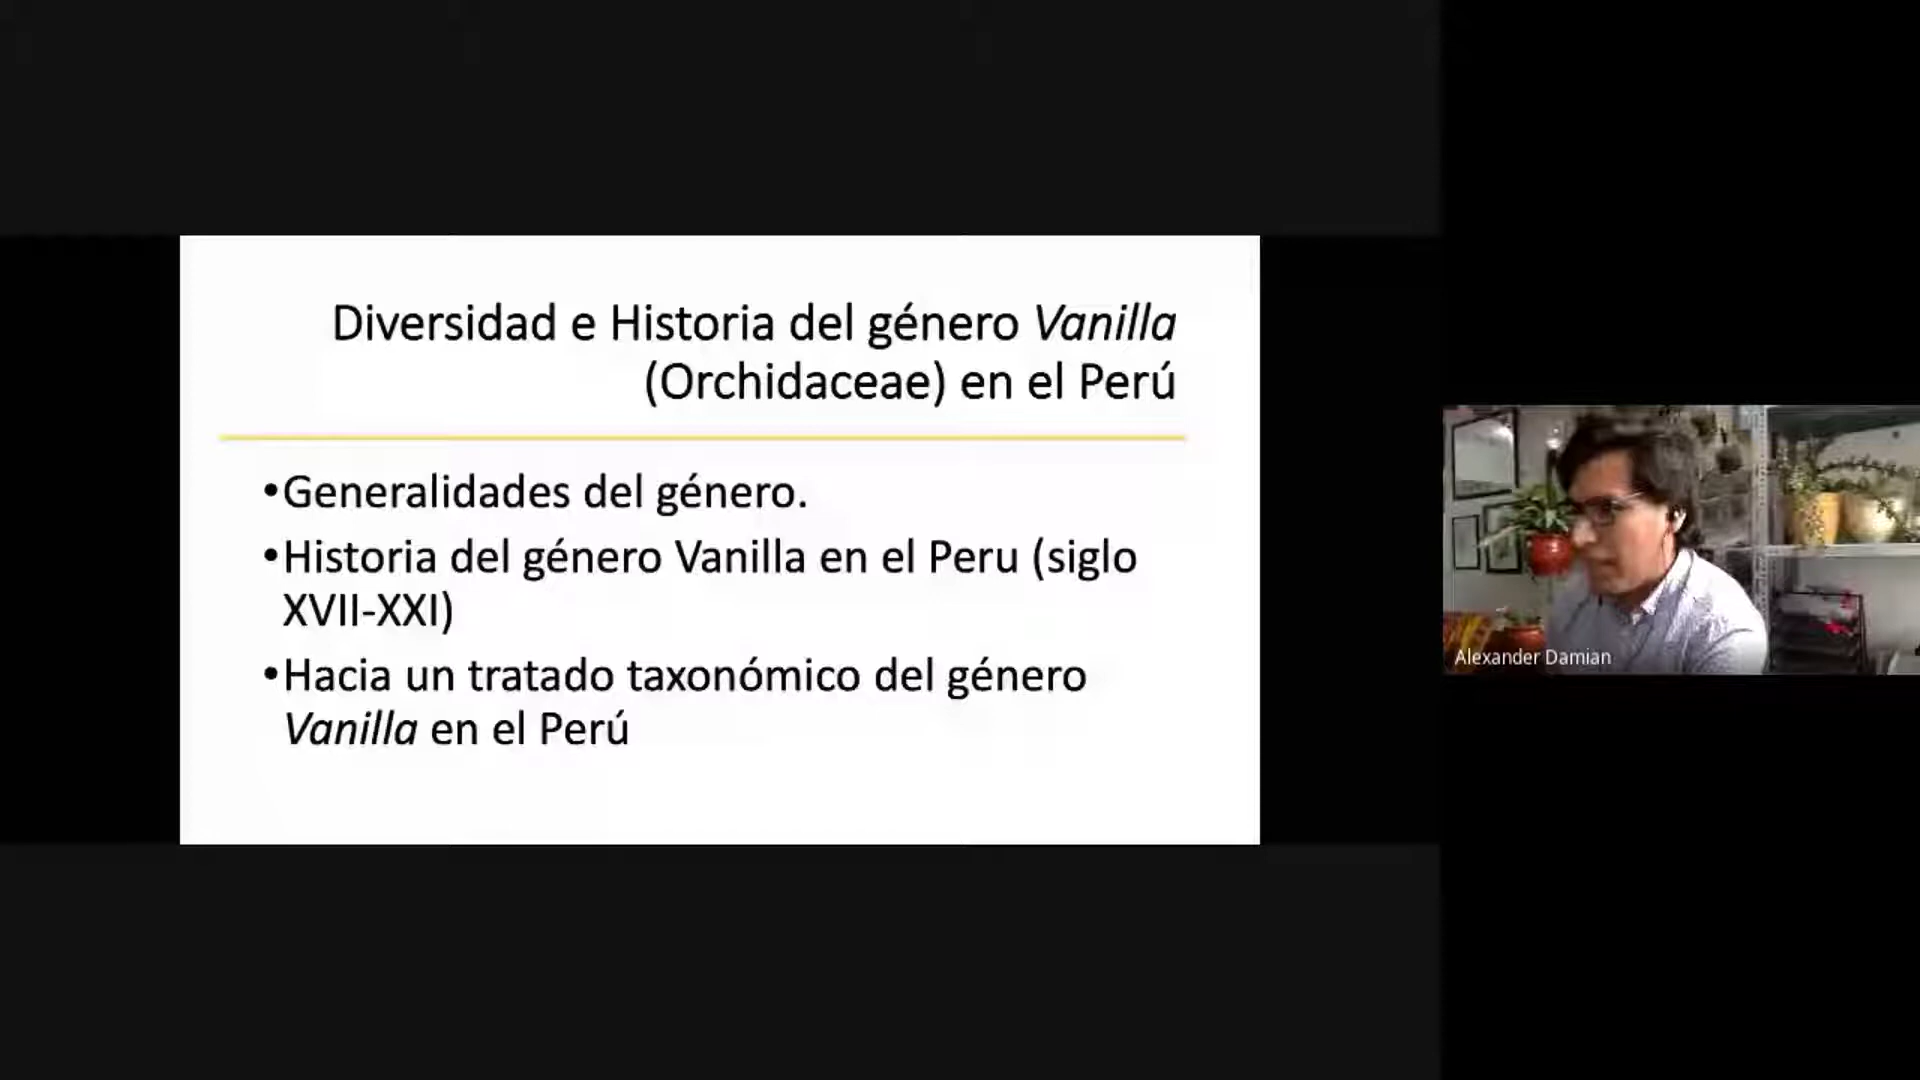 Diversidad e Historia del género Vanilla
(Orchidaceae) en el Perú
•Generalidades del género.
•Historia del género Vanilla en el Peru (siglo
XVII-XXI)
•Hacia un tratado taxonómico del género
Vanilla en el Perú
Alexander Damian